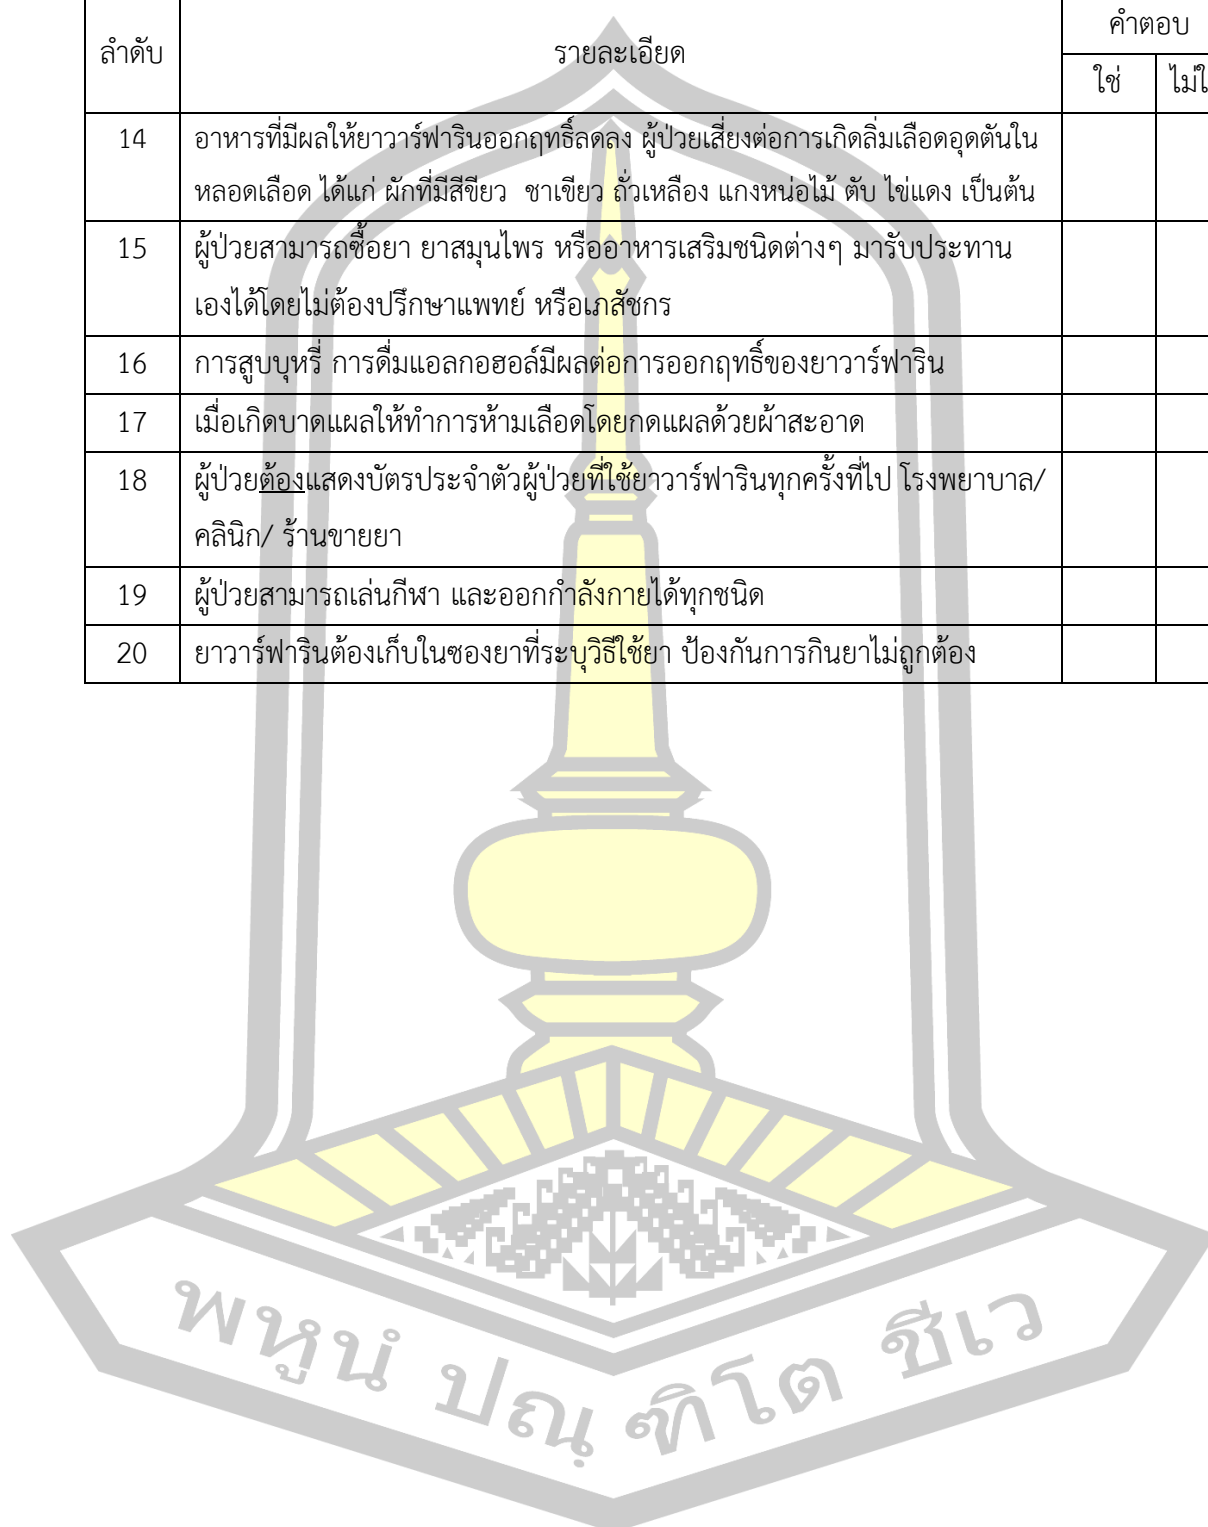 ลำดับ รายละเอียด คำตอบ
ใช่
14 อาหารที่มีผลให้ยาวาร์ฟารินออกฤทธิ์ลดลง ผู้ป่วยเสี่ยงต่อการเกิดลิ่มเลือดอุดตันใน
หลอดเลือด ได้แก่ ผักที่มีสีขียว ชาเขียว ถั่วเหลือง แกงหน่อไม้ ตับ ไข่แดง เป็นต้น
15 ผู้ป่วยสามารถซื้อยา ยาสมุนไพร หรืออาหารเสริมชนิดต่างๆ มารับประทาน
เองได้โดยไม่ต้องปรึกษาแพทย์ หรือเภสัชกร
16 การสูบบุหรี่ การดื่มแอลกอฮอล์มีผลต่อการออกฤทธิ์ของยาวาร์ฟาริน
17 เมื่อเกิดบาดแผลให้ทำการห้ามเลือดโดยกดแผลด้วยผ้าสะอาด
18 ผู้ป่วยต้องแสดงบัตรประจำตัวผู้ป่วยที่ใช้ยาวาร์ฟารินทุกครั้งที่ไป โรงพยาบาล/
คลินิก/ ร้านขายยา
19 ผู้ป่วยสามารถเล่นกีฬา และออกกำลังกายได้ทุกชนิด
20 ยาวาร์ฟารินต้องเก็บในซองยาที่ระบุวิธีใช้ยา ป้องกันการกินยาไม่ถูกต้อง
พหูนํ ปณฺฑิโต ชีเว